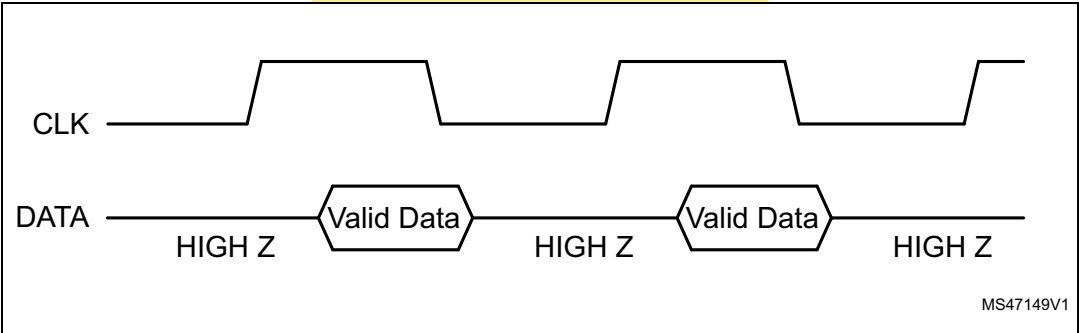 CLK
DATA
Valid Data
Valid Data
HIGH Z
HIGH Z
HIGH Z
MS47149V1